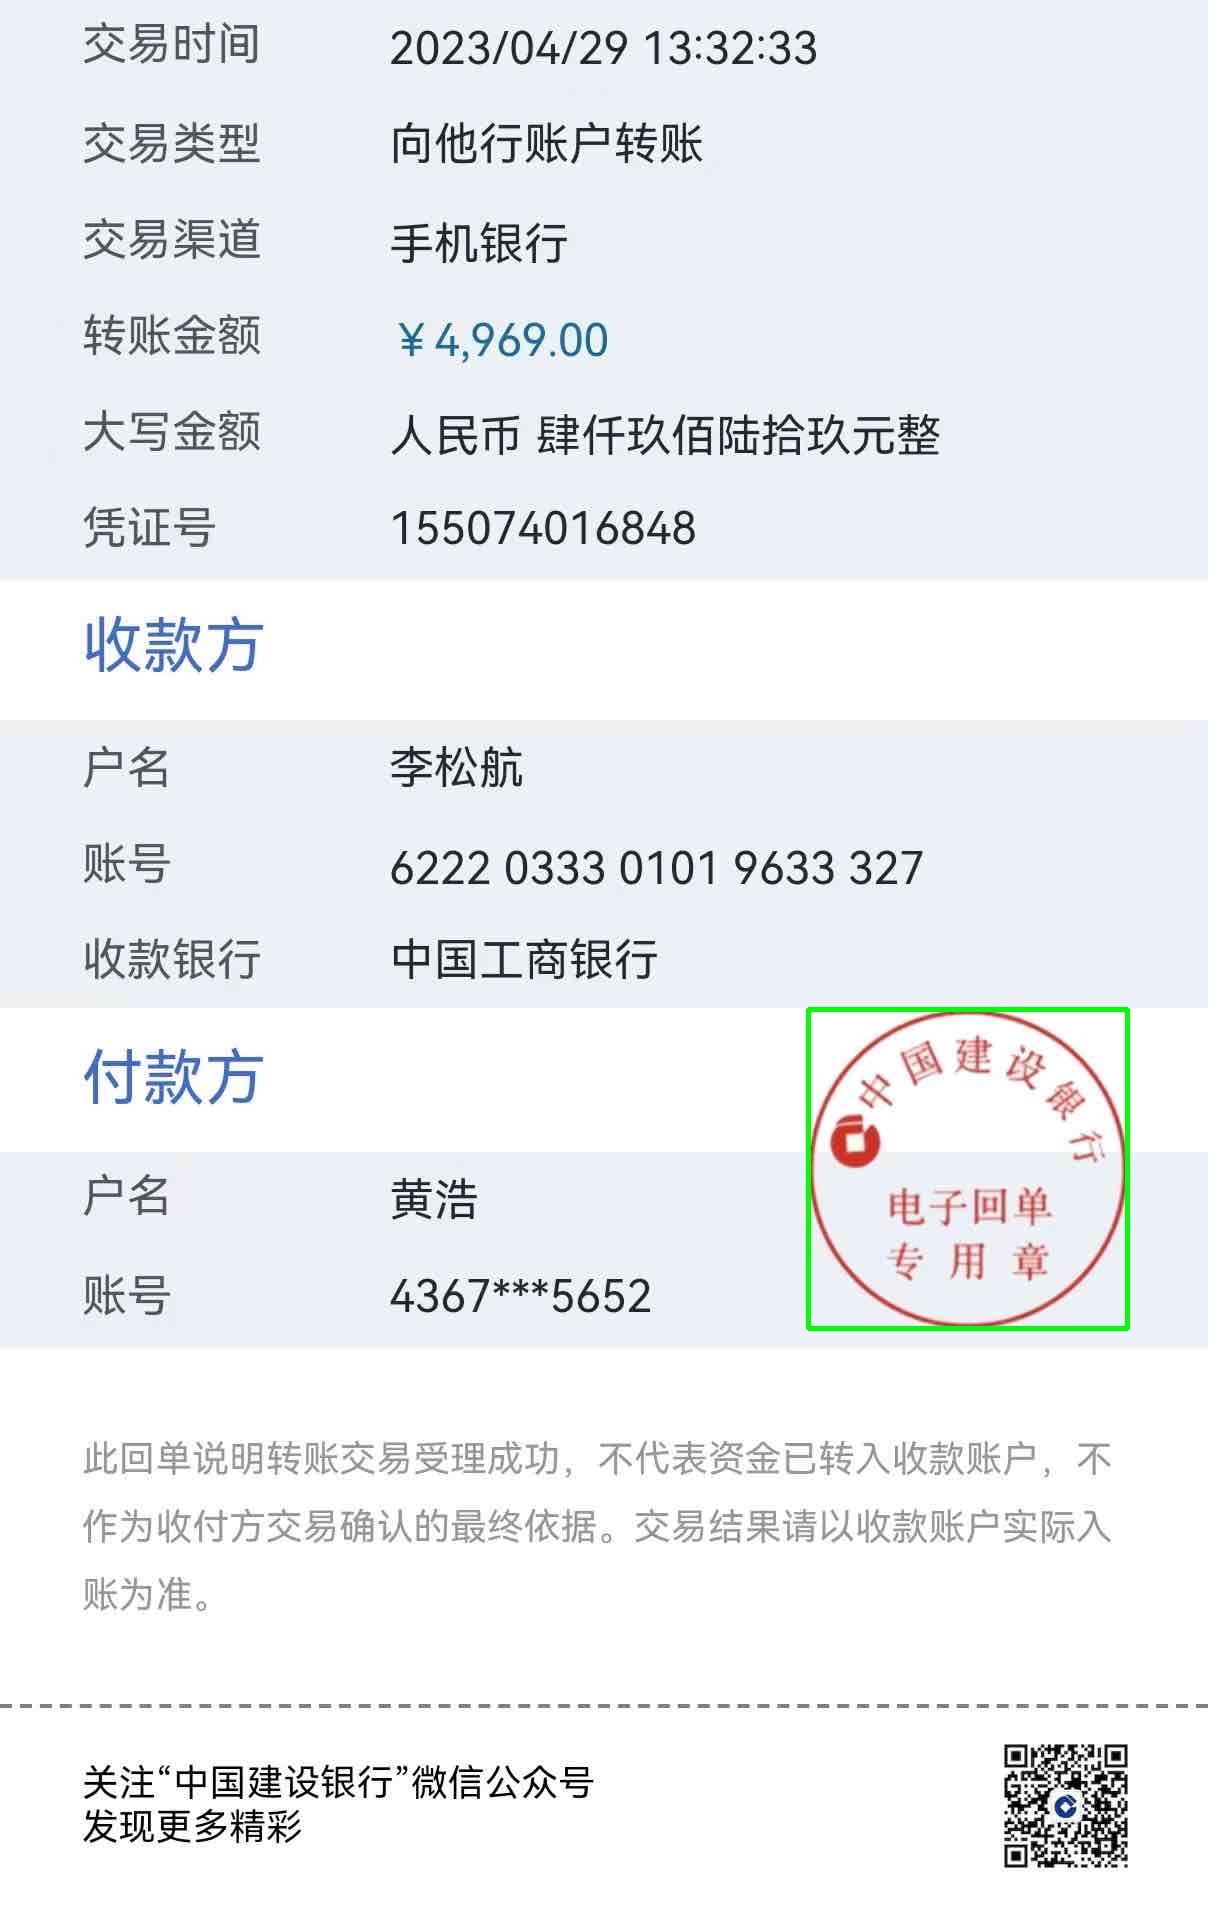 交易时间 2023/04/29 13:32:33
交易类型 向他行账户转账
交易渠道 手机银行
转账金额 ￥4,969.00
大写金额 人民币 肆仟玖佰陆拾玖元整
凭证号 155074016848
收款方
户名 李松航
账号 6222 0333 0101 9633 327
收款银行 中国工商银行
付款方
中国建设银行
电子回单
专用章
户名 黄浩
账号 4367***5652
此回单说明转账交易受理成功，不代表资金已转入收款账户，不
作为收付方交易确认的最终依据。交易结果请以收款账户实际入
账为准。
关注“中国建设银行”微信公众号
发现更多精彩